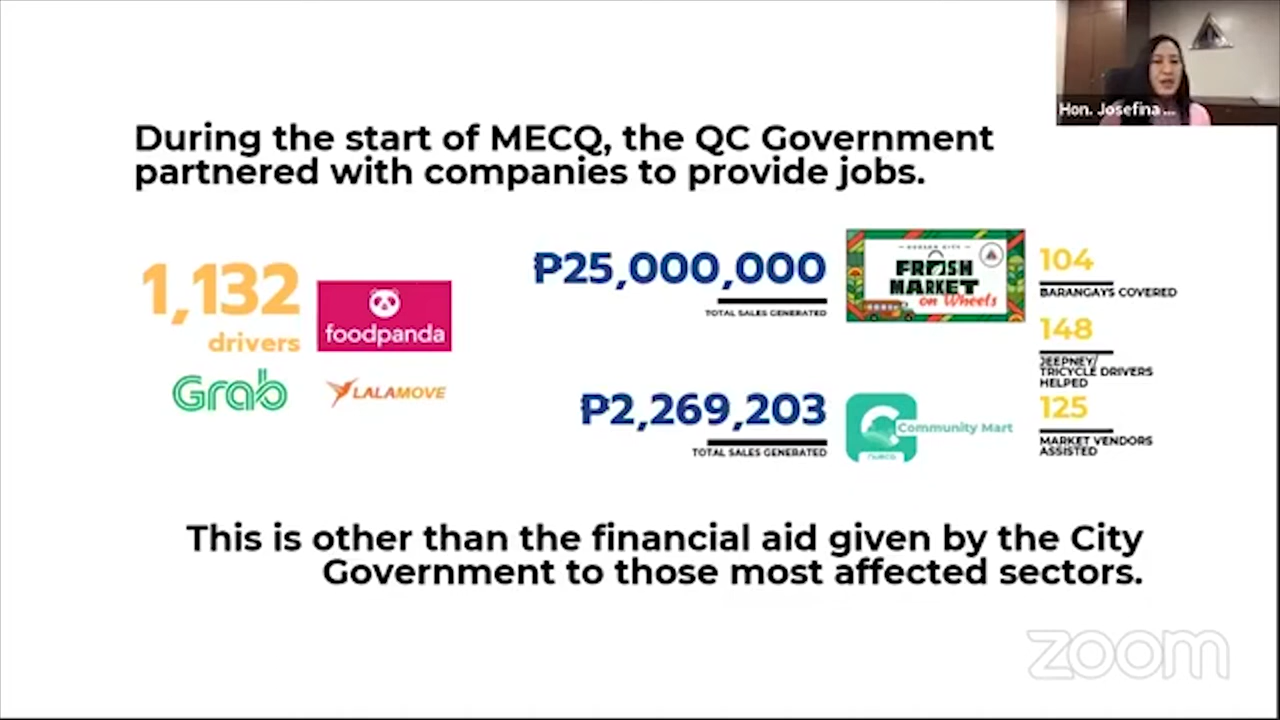 Hon. Josefina ...
During the start of MECQ, the QC Government
partnered with companies to provide jobs.
1,132
drivers
foodpanda
Grab
LALAMOVE
₱25,000,000
TOTAL SALES GENERATED
FRESH
MARKET
on Wheels
104
BARANGAYS COVERED
148
JEEPNEY/
TRICYCLE DRIVERS
HELPED
₱2,269,203
TOTAL SALES GENERATED
Community Mart
125
MARKET VENDORS
ASSISTED
This is other than the financial aid given by the City
Government to those most affected sectors.
zoom